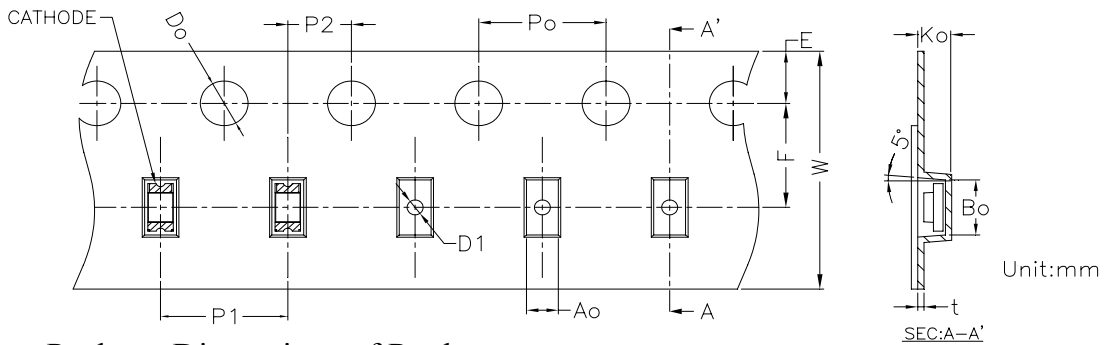 CATHODE
Do
P2
Po
A'
E
Ko
F
W
5°
Bo
D1
Unit:mm
P1
Ao
A
t
SEC:A-A'